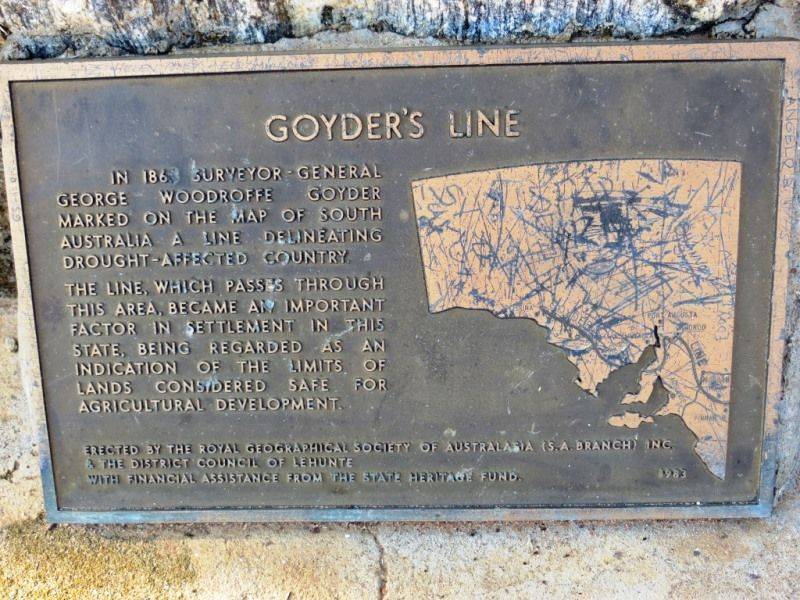 GOYDER'S LINE
IN 186 SURVEYOR-GENERAL
GEORGE WOODROFFE GOYDER
MARKED ON THE MAP OF SOUTH
AUSTRALIA A LINE DELINEATING
DROUGHT-AFFECTED COUNTRY.
THE LINE, WHICH PASSES THROUGH
THIS AREA, BECAME AN IMPORTANT
FACTOR IN SETTLEMENT IN THIS
STATE, BEING REGARDED AS AN
INDICATION OF THE LIMITS OF
LANDS CONSIDERED SAFE FOR
AGRICULTURAL DEVELOPMENT.
PORT AUGUSTA
LINE
ERECTED BY THE ROYAL GEOGRAPHICAL SOCIETY OF AUSTRALASIA (S.A. BRANCH) INC.
& THE DISTRICT COUNCIL OF LEHUNTE
WITH FINANCIAL ASSISTANCE FROM THE STATE HERITAGE FUND.
1983